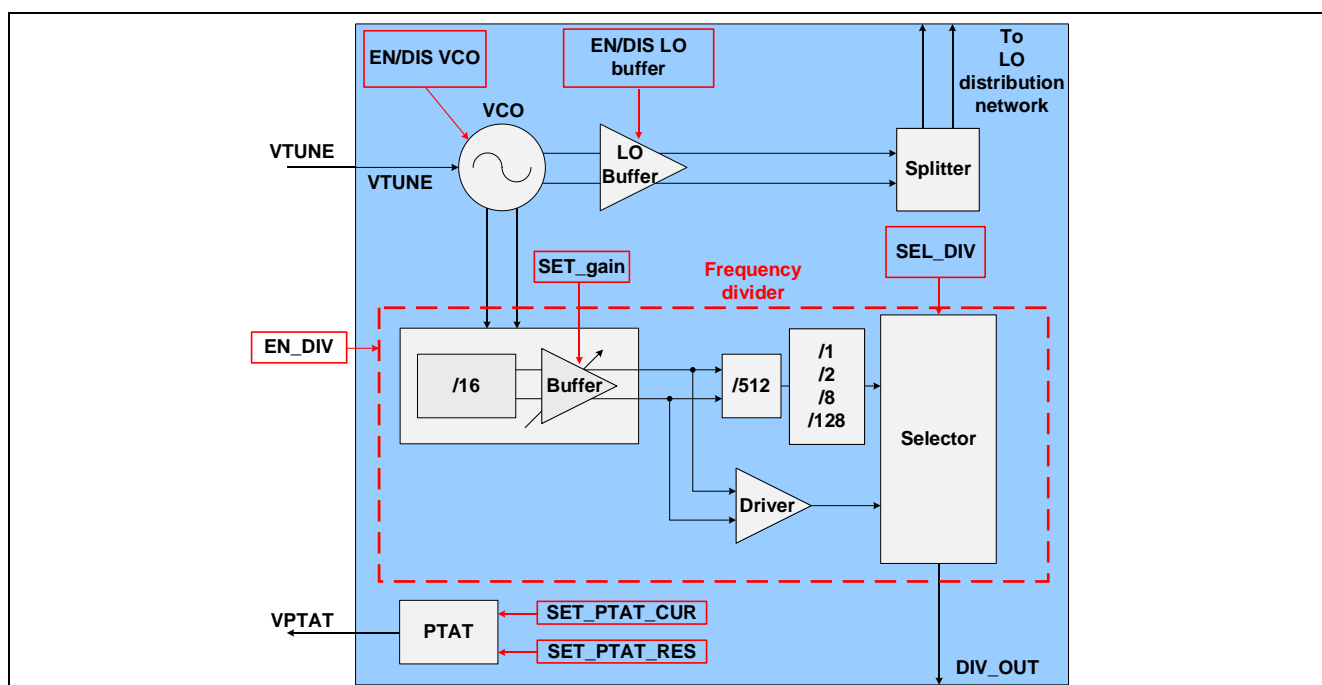 To
LO
distribution
network
EN/DIS VCO
EN/DIS LO
buffer
VCO
VTUNE
VTUNE
LO
Buffer
Splitter
SET_gain
SEL_DIV
Frequency
divider
EN_DIV
/16
Buffer
/512
/1
/2
/8
/128
Selector
Driver
VPTAT
PTAT
SET_PTAT_CUR
SET_PTAT_RES
DIV_OUT